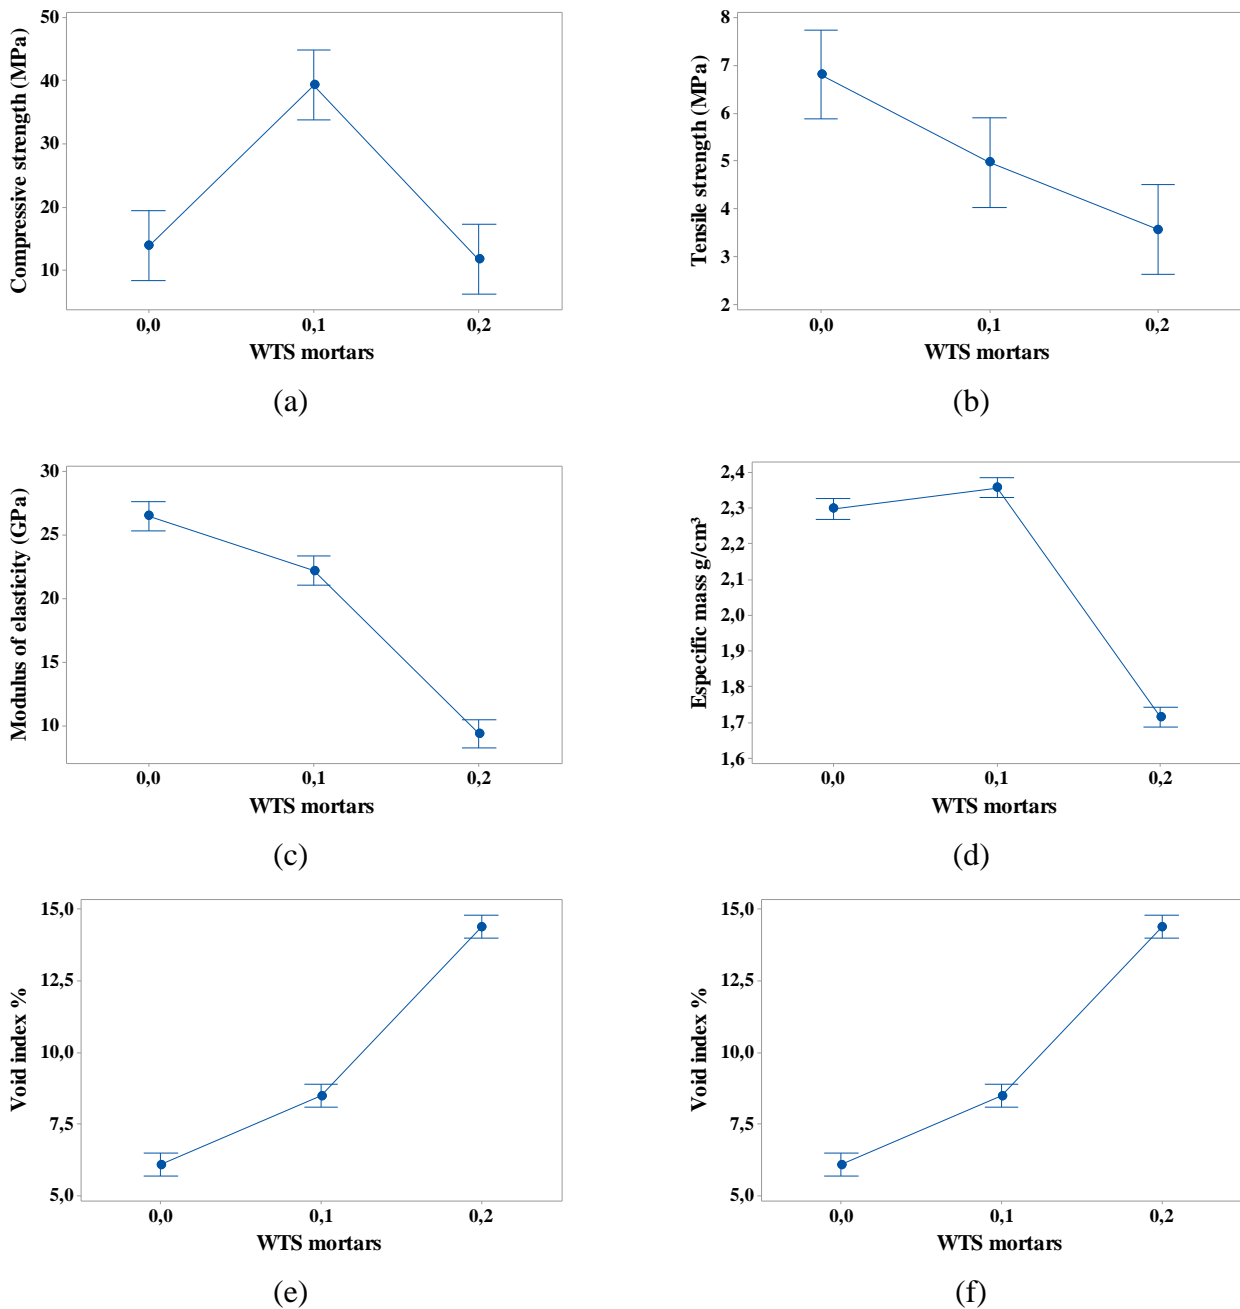 50
40
30
20
10
Compressive strength (MPa)
0,0 0,1 0,2
WTS mortars
(a)
8
7
6
5
4
3
2
Tensile strength (MPa)
0,0 0,1 0,2
WTS mortars
(b)
30
25
20
15
10
Modulus of elasticity (GPa)
0,0 0,1 0,2
WTS mortars
(c)
2,4
2,3
2,2
2,1
2,0
1,9
1,8
1,7
1,6
Especific mass g/cm³
0,0 0,1 0,2
WTS mortars
(d)
15,0
12,5
10,0
7,5
5,0
Void index %
0,0 0,1 0,2
WTS mortars
(e)
15,0
12,5
10,0
7,5
5,0
Void index %
0,0 0,1 0,2
WTS mortars
(f)